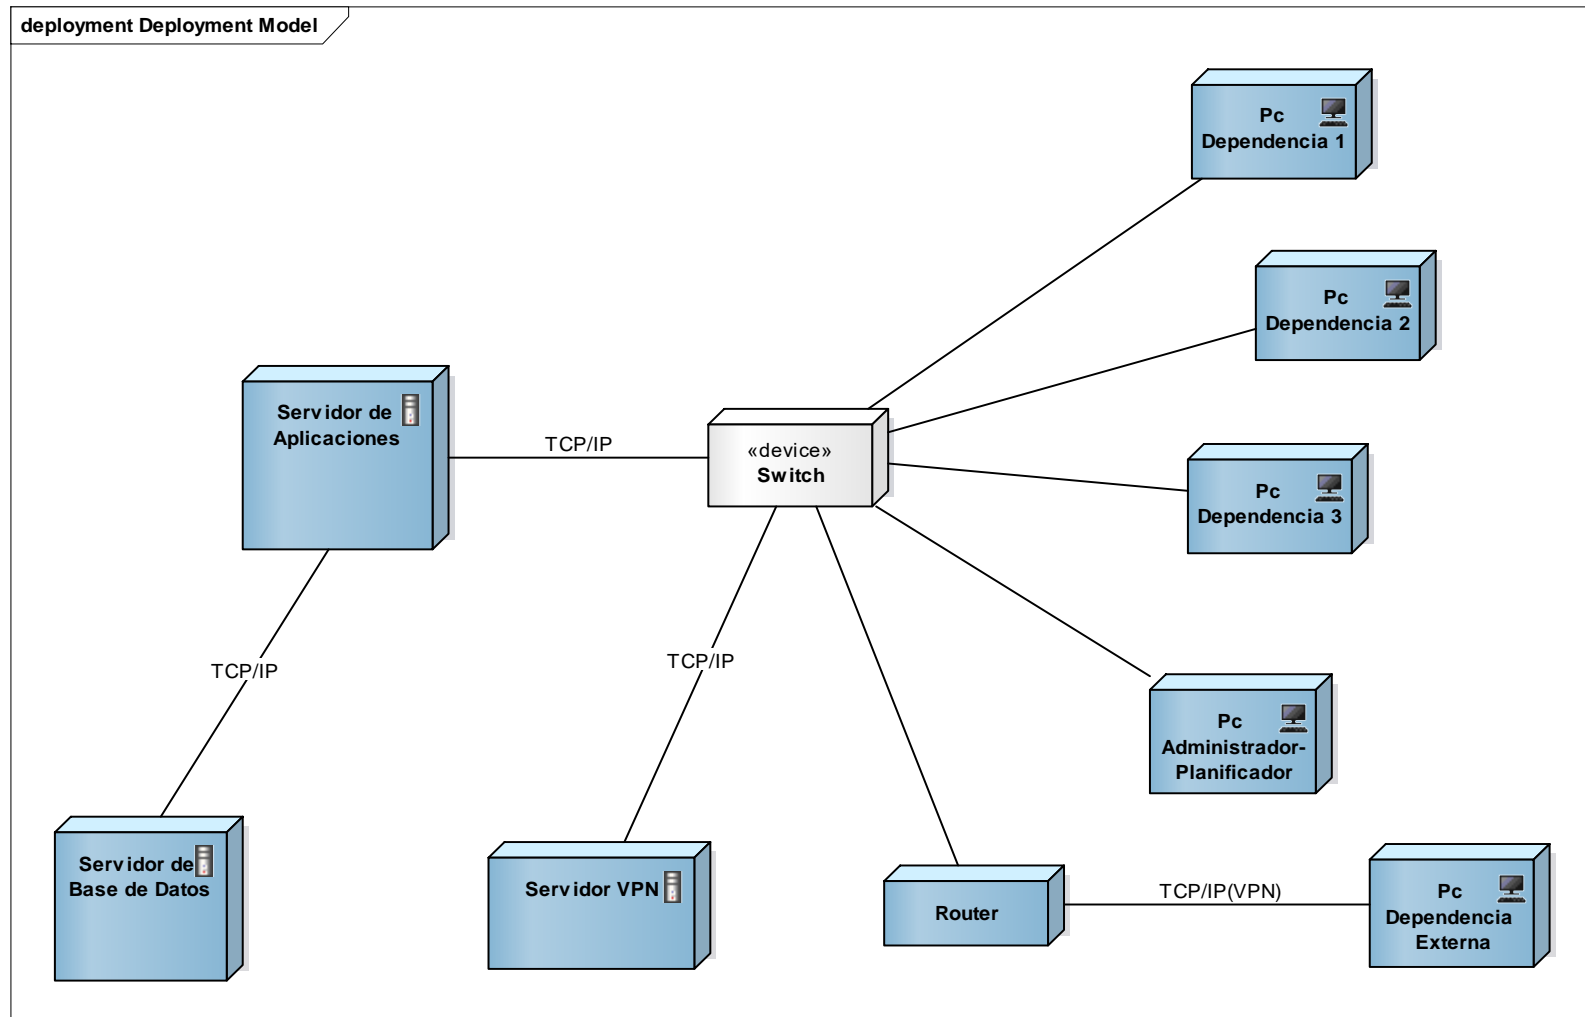 deployment Deployment Model
Pc
Dependencia 1
Pc
Dependencia 2
Servidor de
Aplicaciones
TCP/IP
«device»
Switch
Pc
Dependencia 3
TCP/IP
TCP/IP
Pc
Administrador-
Planificador
Servidor de
Base de Datos
Servidor VPN
Router
TCP/IP(VPN)
Pc
Dependencia
Externa